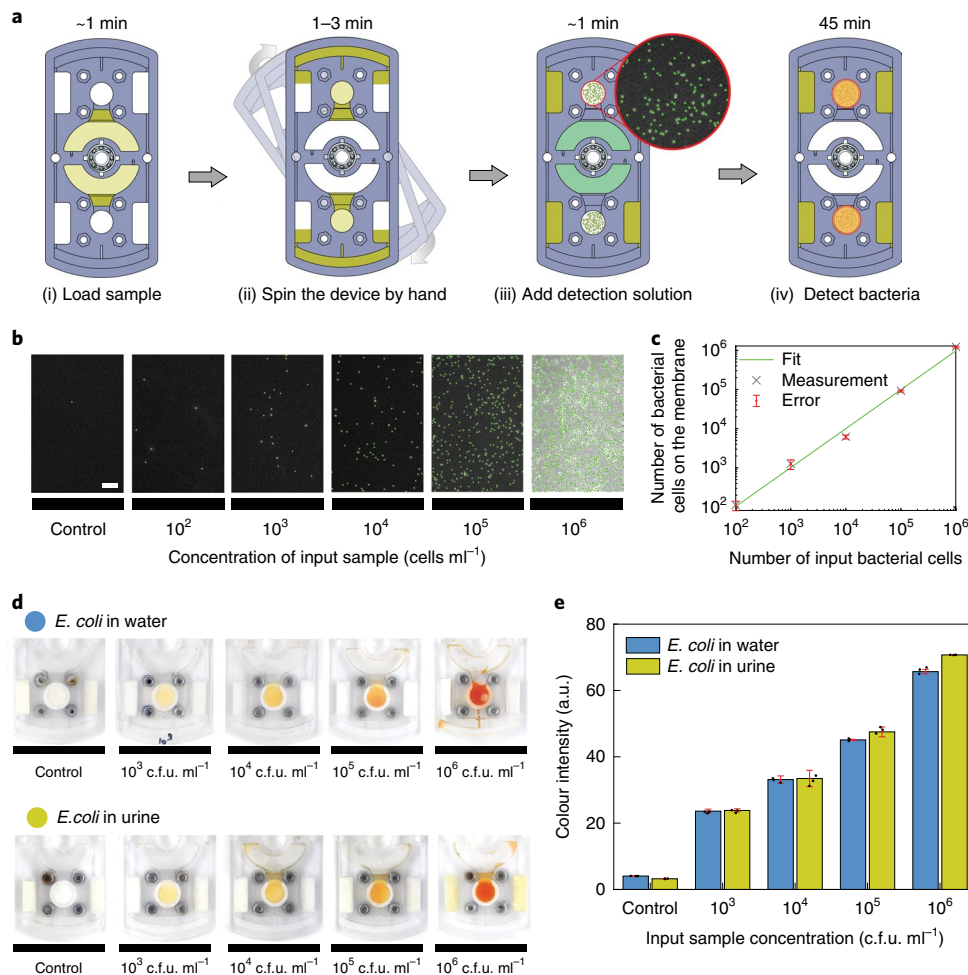 a
~1 min
1–3 min
~1 min
45 min
(i) Load sample
(ii) Spin the device by hand
(iii) Add detection solution
(iv) Detect bacteria
b
Control
10²
10³
10⁴
10⁵
10⁶
Concentration of input sample (cells ml⁻¹)
c
Number of bacterial
cells on the membrane
10⁶
10⁵
10⁴
10³
10²
Fit
Measurement
Error
10²
10³
10⁴
10⁵
10⁶
Number of input bacterial cells
d
E. coli in water
Control
10³ c.f.u. ml⁻¹
10⁴ c.f.u. ml⁻¹
10⁵ c.f.u. ml⁻¹
10⁶ c.f.u. ml⁻¹
E.coli in urine
Control
10³ c.f.u. ml⁻¹
10⁴ c.f.u. ml⁻¹
10⁵ c.f.u. ml⁻¹
10⁶ c.f.u. ml⁻¹
e
Colour intensity (a.u.)
80
60
40
20
0
E. coli in water
E. coli in urine
Control
10³
10⁴
10⁵
10⁶
Input sample concentration (c.f.u. ml⁻¹)